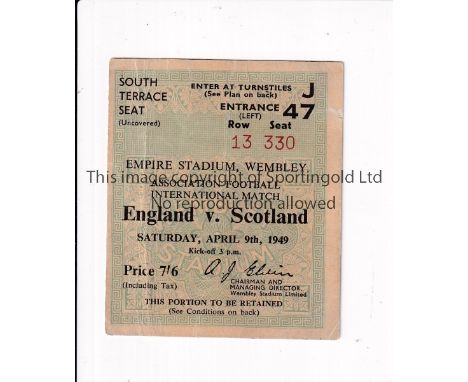 SOUTH
TERRACE
SEAT
(Uncovered)
ENTER AT TURNSTILES
(See Plan on back)
J
ENTRANCE
(LEFT)
47
Row Seat
13 330
EMPIRE STADIUM, WEMBLEY
This image copyright of Sportingold Ltd
ASSOCIATION FOOTBALL
INTERNATIONAL MATCH
No reproduction allowed
England v. Scotland
SATURDAY, APRIL 9th, 1949
Kick-off 3 p.m.
Price 7/6
(Including Tax)
CHAIRMAN AND
MANAGING DIRECTOR,
Wembley Stadium Limited
THIS PORTION TO BE RETAINED
(See Conditions on back)